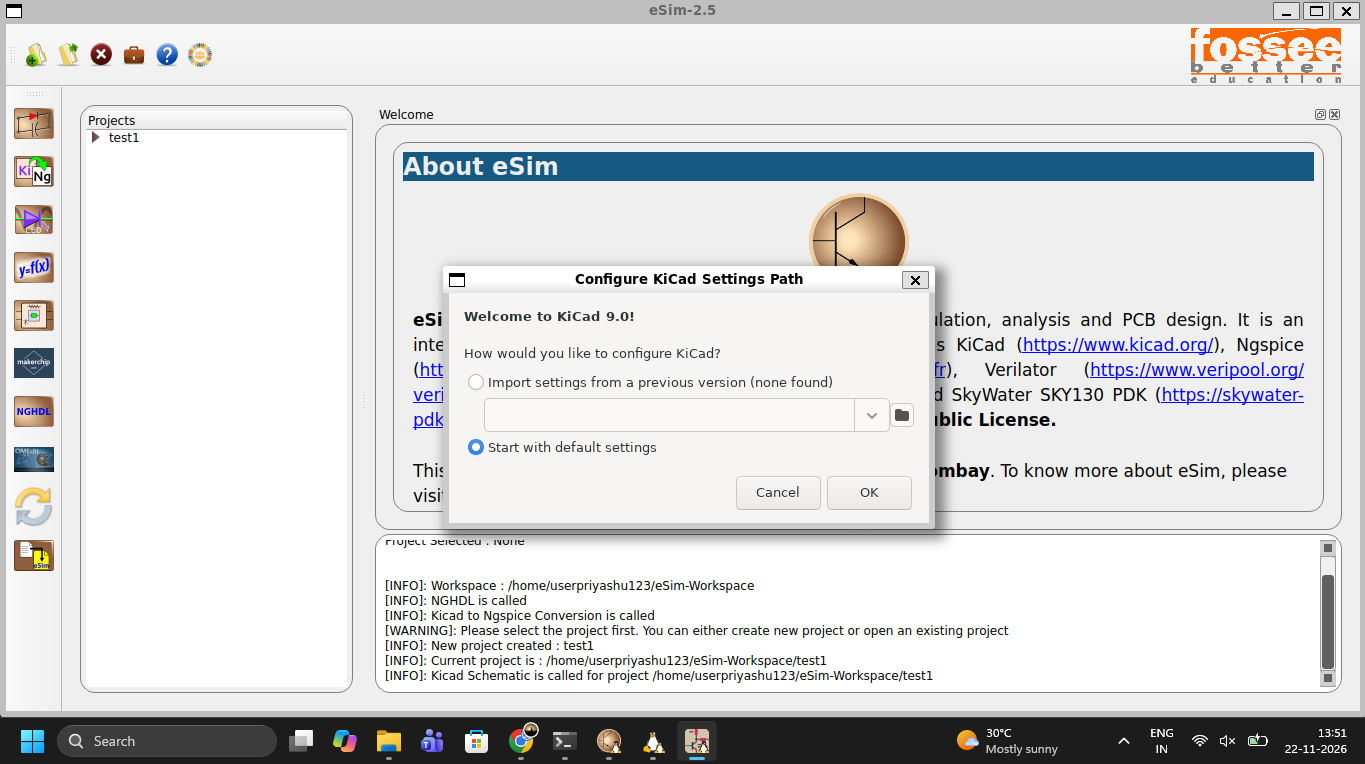 eSim-2.5
fossee
better
education
Projects
test1
Welcome
About eSim
Configure KiCad Settings Path
Welcome to KiCad 9.0!
How would you like to configure KiCad?
Import settings from a previous version (none found)
Start with default settings
Cancel
OK
eSi
lation, analysis and PCB design. It is an
inte
s KiCad (https://www.kicad.org/), Ngspice
(htt
fr), Verilator (https://www.veripool.org/
veri
d SkyWater SKY130 PDK (https://skywater-
pdk
blic License.
This
mbay. To know more about eSim, please
visi
Project Selected : None
[INFO]: Workspace : /home/userpriyashu123/eSim-Workspace
[INFO]: NGHDL is called
[INFO]: Kicad to Ngspice Conversion is called
[WARNING]: Please select the project first. You can either create new project or open an existing project
[INFO]: New project created : test1
[INFO]: Current project is : /home/userpriyashu123/eSim-Workspace/test1
[INFO]: Kicad Schematic is called for project /home/userpriyashu123/eSim-Workspace/test1
Ki
Ng
y=f(x)
makerchip
NGHDL
OMEdit
eSim
Search
30°C
Mostly sunny
ENG
IN
13:51
22-11-2026